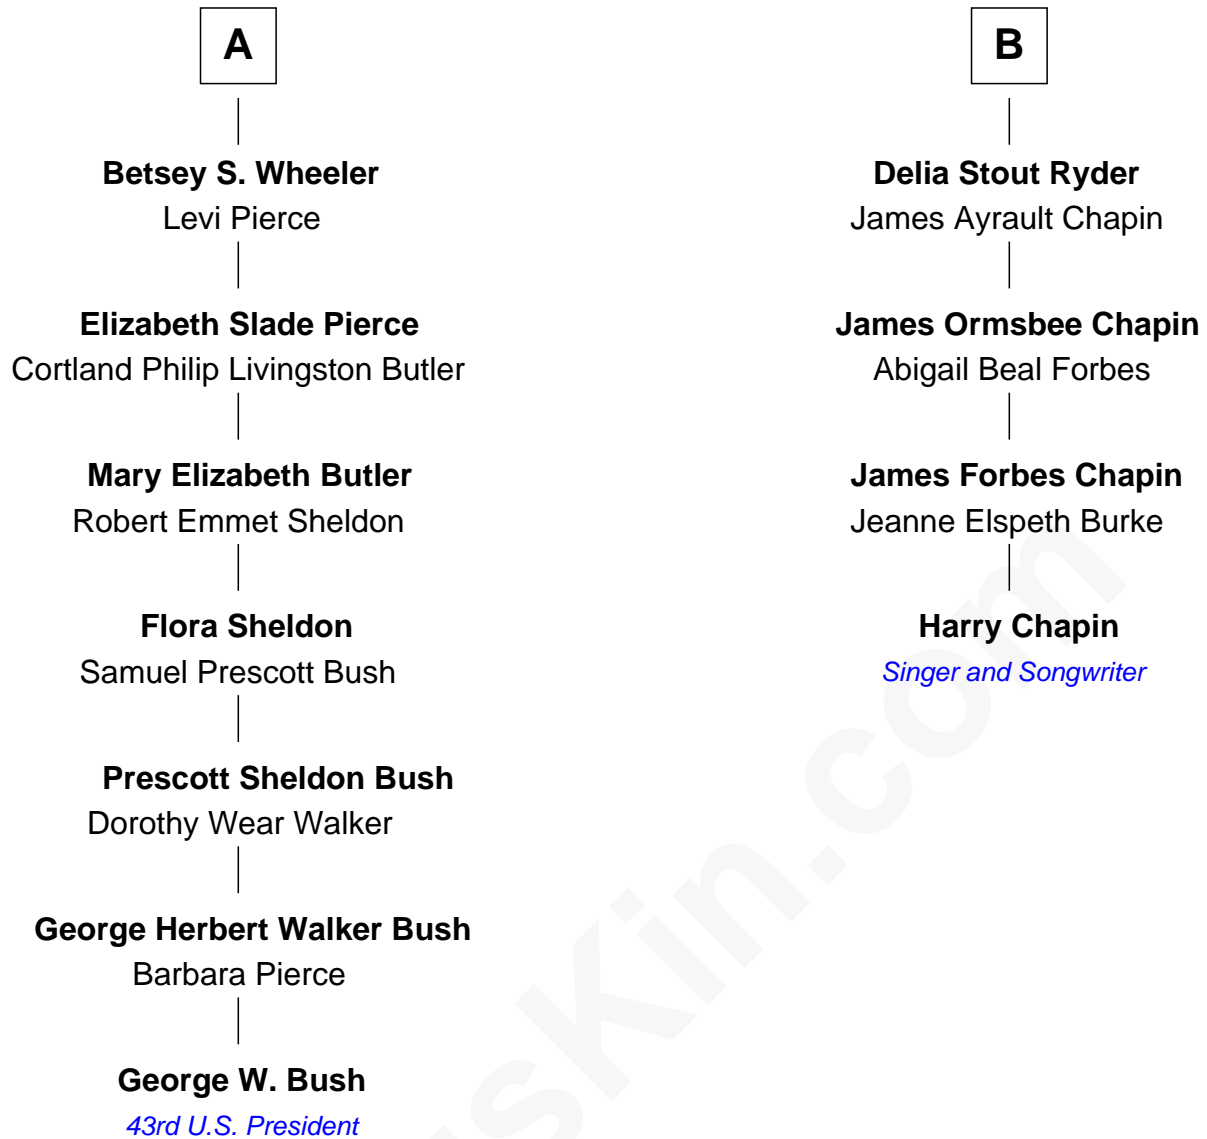 A
Betsey S. Wheeler
Levi Pierce
Elizabeth Slade Pierce
Cortland Philip Livingston Butler
Mary Elizabeth Butler
Robert Emmet Sheldon
Flora Sheldon
Samuel Prescott Bush
Prescott Sheldon Bush
Dorothy Wear Walker
George Herbert Walker Bush
Barbara Pierce
George W. Bush
43rd U.S. President
B
Delia Stout Ryder
James Ayrault Chapin
James Ormsbee Chapin
Abigail Beal Forbes
James Forbes Chapin
Jeanne Elspeth Burke
Harry Chapin
Singer and Songwriter
sKin.com